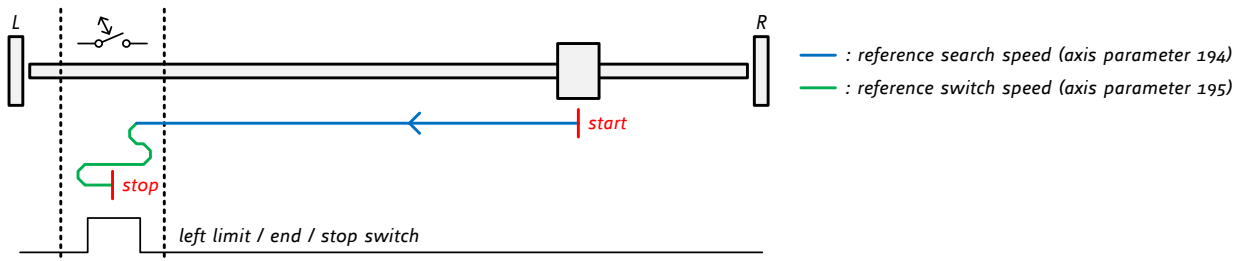 L
R
: reference search speed (axis parameter 194)
: reference switch speed (axis parameter 195)
start
stop
left limit / end / stop switch